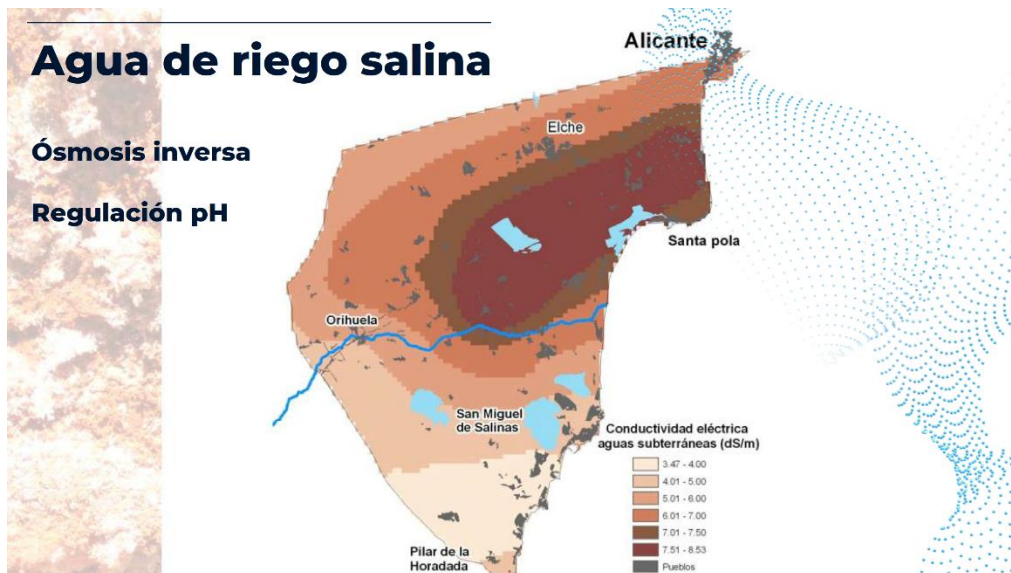 Agua de riego salina
Ósmosis inversa
Regulación pH
Alicante
Elche
Santa pola
Orihuela
San Miguel
de Salinas
Pilar de la
Horadada
Conductividad eléctrica
aguas subterráneas (dS/m)
3.47 - 4.00
4.01 - 5.00
5.01 - 6.00
6.01 - 7.00
7.01 - 7.50
7.51 - 8.53
Pueblos